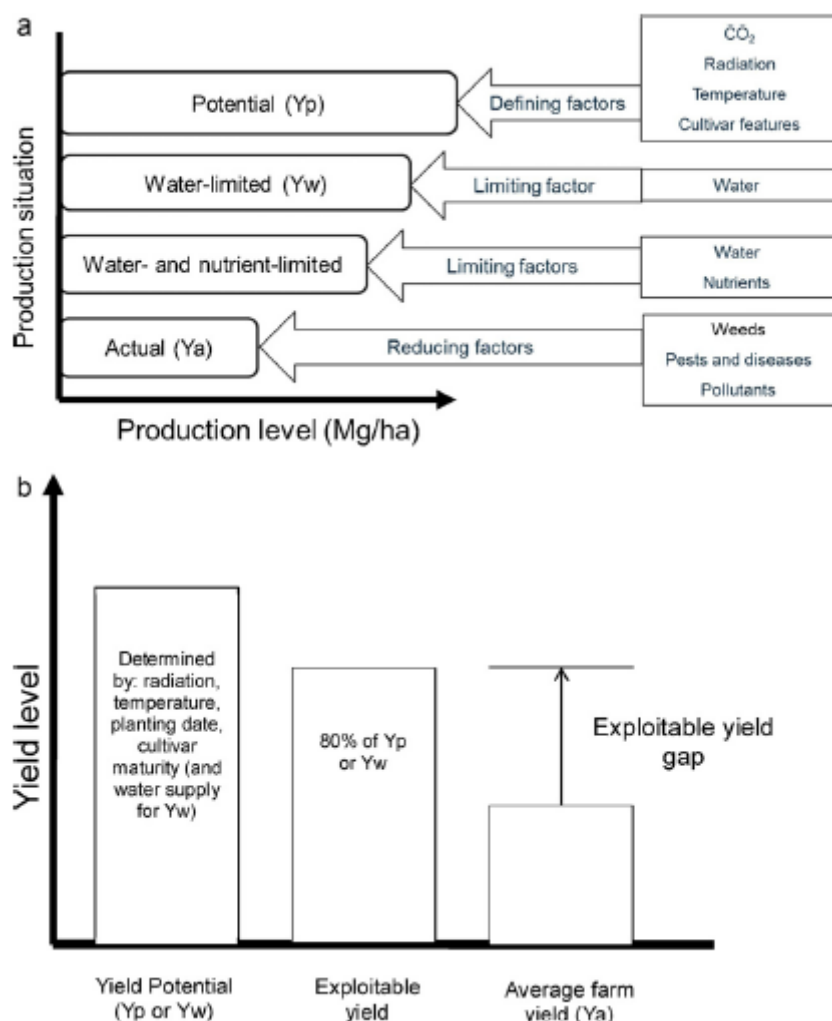 a
Production situation
Potential (Yp)
Defining factors
C̈Ö₂
Radiation
Temperature
Cultivar features
Water-limited (Yw)
Limiting factor
Water
Water- and nutrient-limited
Limiting factors
Water
Nutrients
Actual (Ya)
Reducing factors
Weeds
Pests and diseases
Pollutants
Production level (Mg/ha)
b
Yield level
Determined
by: radiation,
temperature,
planting date,
cultivar
maturity (and
water supply
for Yw)
80% of Yp
or Yw
Exploitable yield
gap
Yield Potential
(Yp or Yw)
Exploitable
yield
Average farm
yield (Ya)